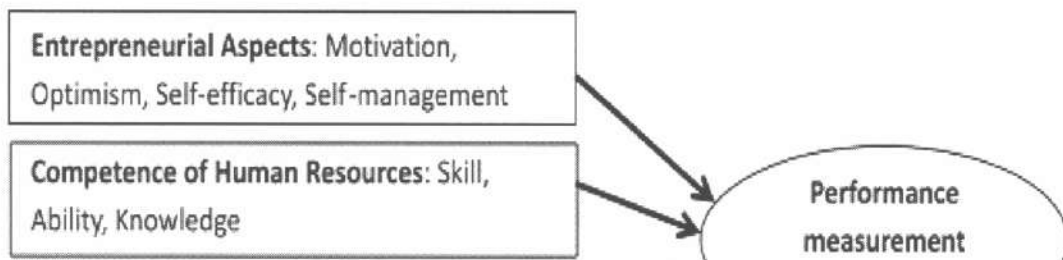 Entrepreneurial Aspects: Motivation,
Optimism, Self-efficacy, Self-management
Competence of Human Resources: Skill,
Ability, Knowledge
Performance
measurement